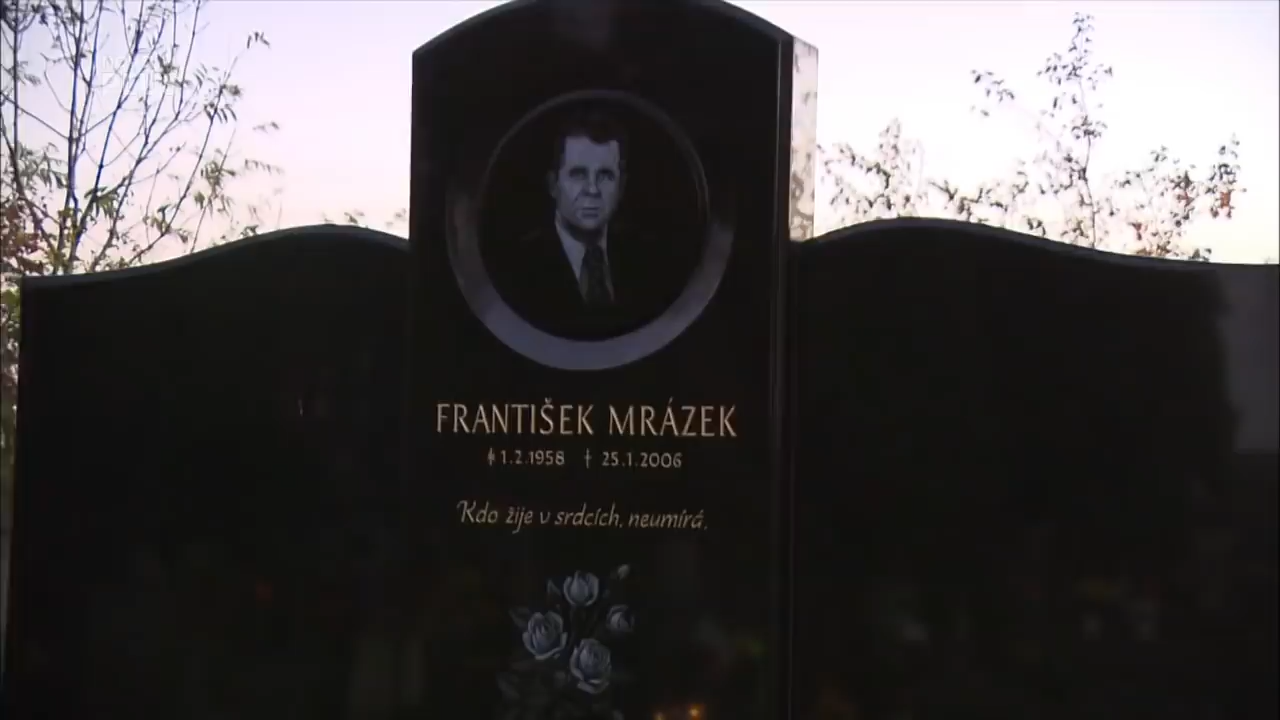 FRANTIŠEK MRÁZEK
1.2.1958 † 25.1.2006
Kdo žije v srdcích, neumírá.